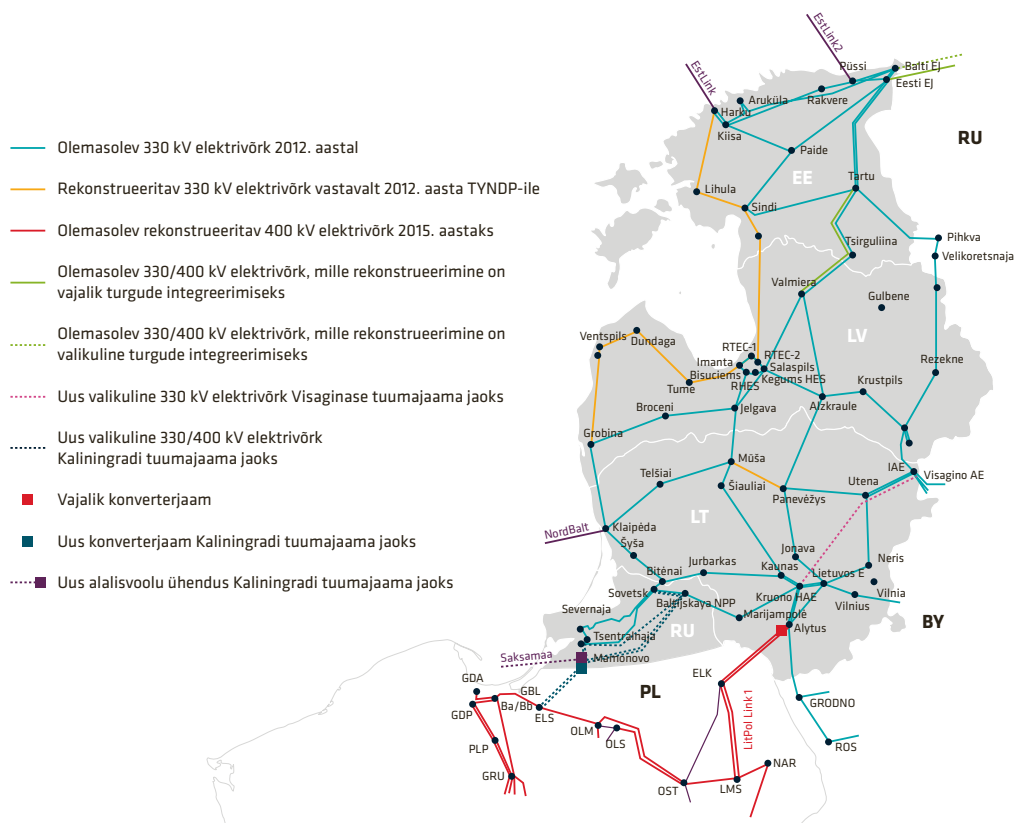 Olemasolev 330 kV elektrivõrk 2012. aastal
Rekonstrueeritav 330 kV elektrivõrk vastavalt 2012. aasta TYNDP-ile
Olemasolev rekonstrueeritav 400 kV elektrivõrk 2015. aastaks
Olemasolev 330/400 kV elektrivõrk, mille rekonstrueerimine on
vajalik turgude integreerimiseks
Olemasolev 330/400 kV elektrivõrk, mille rekonstrueerimine on
valikuline turgude integreerimiseks
Uus valikuline 330 kV elektrivõrk Visaginase tuumajaama jaoks
Uus valikuline 330/400 kV elektrivõrk
Kaliningradi tuumajaama jaoks
Vajalik konverterjaam
Uus konverterjaam Kaliningradi tuumajaama jaoks
Uus alalisvoolu ühendus Kaliningradi tuumajaama jaoks
EstLink2
EstLink
Püssi
Balti EJ
Eesti EJ
Aruküla
Rakvere
Harku
Kiisa
RU
Paide
EE
Tartu
Lihula
Sindi
Pihkva
Tsirguliina
Velikoretsnaja
Valmiera
Gulbene
LV
Ventspils
Dundaga
RTEC-1
RTEC-2
Imanta
Salaspils
Bisuciems
Kegums HES
RHES
Rezekne
Tume
Krustpils
Broceni
Jelgava
Aizkraule
Grobina
Mūša
IAE
Visagino AE
Telšiai
Šiauliai
Utena
Panevėžys
LT
NordBalt
Klaipėda
Šyša
Jonava
Neris
Bitėnai
Jurbarkas
Kaunas
Lietuvos E
Sovetsk
Baltijskaya NPP
Kruono HAE
Vilnia
Vilnius
Severnaja
Marijampolė
BY
Tsentralnaja
RU
Alytus
Saksamaa
Mamonovo
PL
GDA
GBL
ELK
GDP
Ba/Bb
ELS
GRODNO
OLM
OLS
LitPol Link1
ROS
PLP
GRU
NAR
OST
LMS